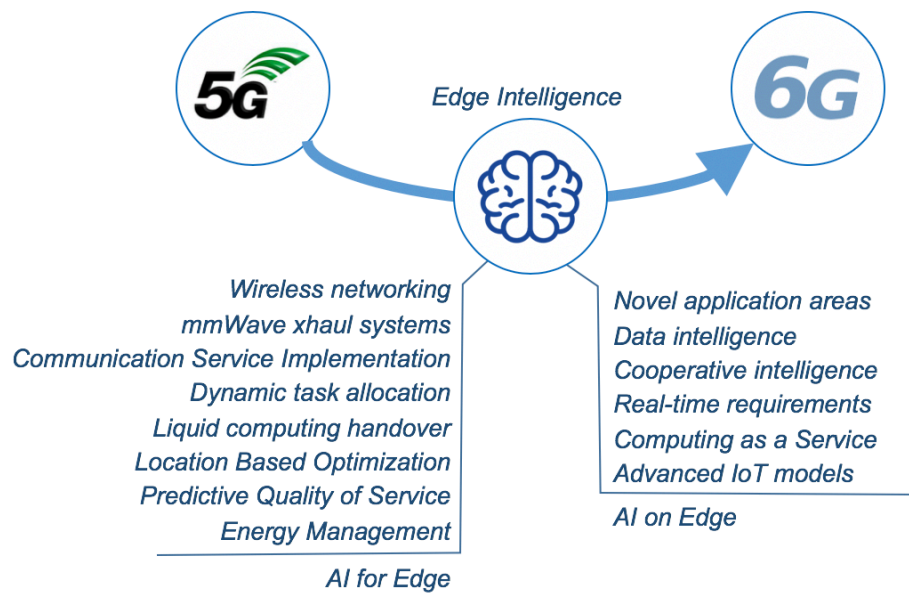 5G
6G
Edge Intelligence
Wireless networking
mmWave xhaul systems
Communication Service Implementation
Dynamic task allocation
Liquid computing handover
Location Based Optimization
Predictive Quality of Service
Energy Management
AI for Edge
Novel application areas
Data intelligence
Cooperative intelligence
Real-time requirements
Computing as a Service
Advanced IoT models
AI on Edge